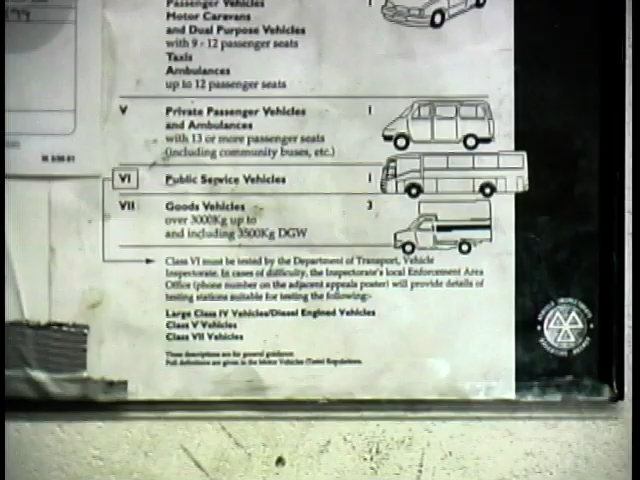 Passenger Vehicles 1
Motor Caravans
and Dual Purpose Vehicles
with 9 - 12 passenger seats
Taxis
Ambulances
up to 12 passenger seats
V Private Passenger Vehicles 1
and Ambulances
with 13 or more passenger seats
(including community buses, etc.)
VI Public Service Vehicles 1
VII Goods Vehicles 3
over 3000Kg up to
and including 3500Kg DGW
Class VI must be tested by the Department of Transport, Vehicle
Inspectorate. In cases of difficulty, the Inspectorate's local Enforcement Area
Office (phone number on the adjacent appeals poster) will provide details of
testing stations suitable for testing the following:-
Large Class IV Vehicles/Diesel Engined Vehicles
Class V Vehicles
Class VII Vehicles
These descriptions are for general guidance.
Full definitions are given in the Motor Vehicles (Tests) Regulations.
VEHICLE INSPECTORATE